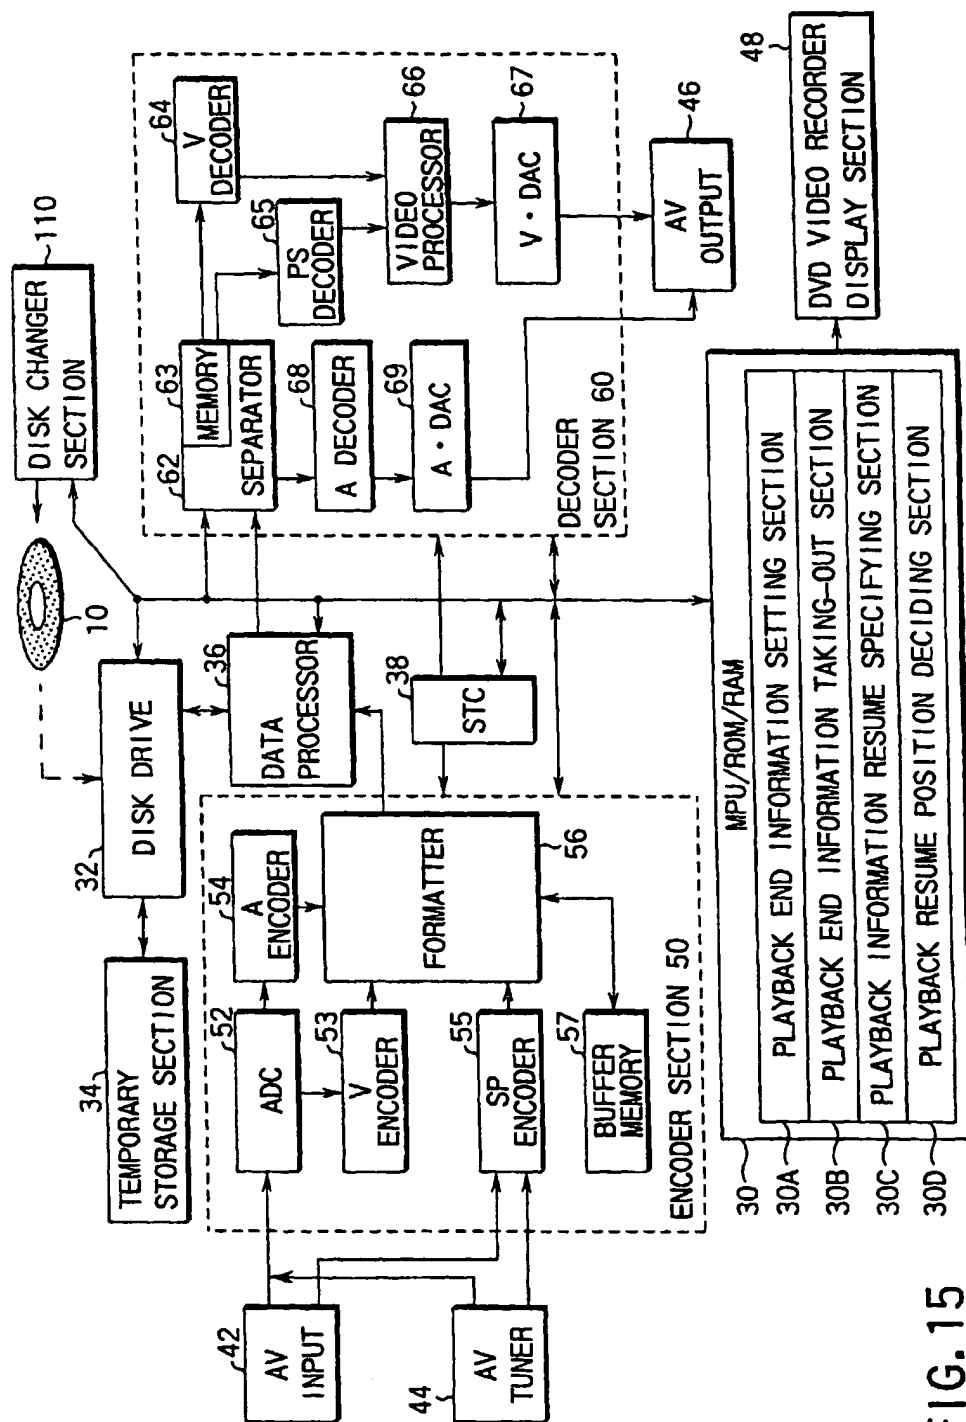 110
DISK CHANGER
SECTION
10
34
TEMPORARY
STORAGE SECTION
32
DISK DRIVE
36
DATA
PROCESSOR
38
STC
42
AV
INPUT
44
AV
TUNER
52
ADC
54
A
ENCODER
53
V
ENCODER
55
SP
ENCODER
57
BUFFER
MEMORY
FORMATTER
56
ENCODER SECTION 50
62
63
MEMORY
SEPARATOR
64
V
DECODER
65
PS
DECODER
66
VIDEO
PROCESSOR
67
V・DAC
68
A DECODER
69
A・DAC
DECODER
SECTION 60
46
AV
OUTPUT
48
DVD VIDEO RECORDER
DISPLAY SECTION
30
MPU/ROM/RAM
30A
PLAYBACK END INFORMATION SETTING SECTION
30B
PLAYBACK END INFORMATION TAKING-OUT SECTION
30C
PLAYBACK INFORMATION RESUME SPECIFYING SECTION
30D
PLAYBACK RESUME POSITION DECIDING SECTION
FIG. 15